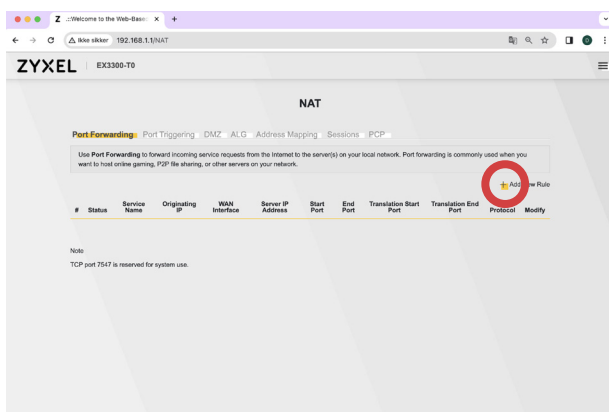 Z .::Welcome to the Web-Based
Ikke sikker 192.168.1.1/NAT
ZYXEL EX3300-T0
NAT
Port Forwarding Port Triggering DMZ ALG Address Mapping Sessions PCP
Use Port Forwarding to forward incoming service requests from the Internet to the server(s) on your local network. Port forwarding is commonly used when you
want to host online gaming, P2P file sharing, or other servers on your network.
+ Add New Rule
# Status Service Name Originating IP WAN Interface Server IP Address Start Port End Port Translation Start Port Translation End Port Protocol Modify
Note
TCP port 7547 is reserved for system use.